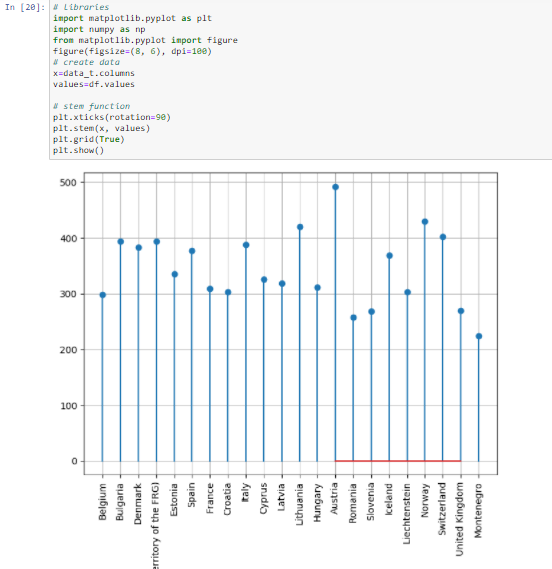 In [20]: # Libraries
import matplotlib.pyplot as plt
import numpy as np
from matplotlib.pyplot import figure
figure(figsize=(8, 6), dpi=100)
# create data
x=data_t.columns
values=df.values
# stem function
plt.xticks(rotation=90)
plt.stem(x, values)
plt.grid(True)
plt.show()
500
400
300
200
100
0
Belgium
Bulgaria
Denmark
erritory of the FRG)
Estonia
Spain
France
Croatia
Italy
Cyprus
Latvia
Lithuania
Hungary
Austria
Romania
Slovenia
Iceland
Liechtenstein
Norway
Switzerland
United Kingdom
Montenegro